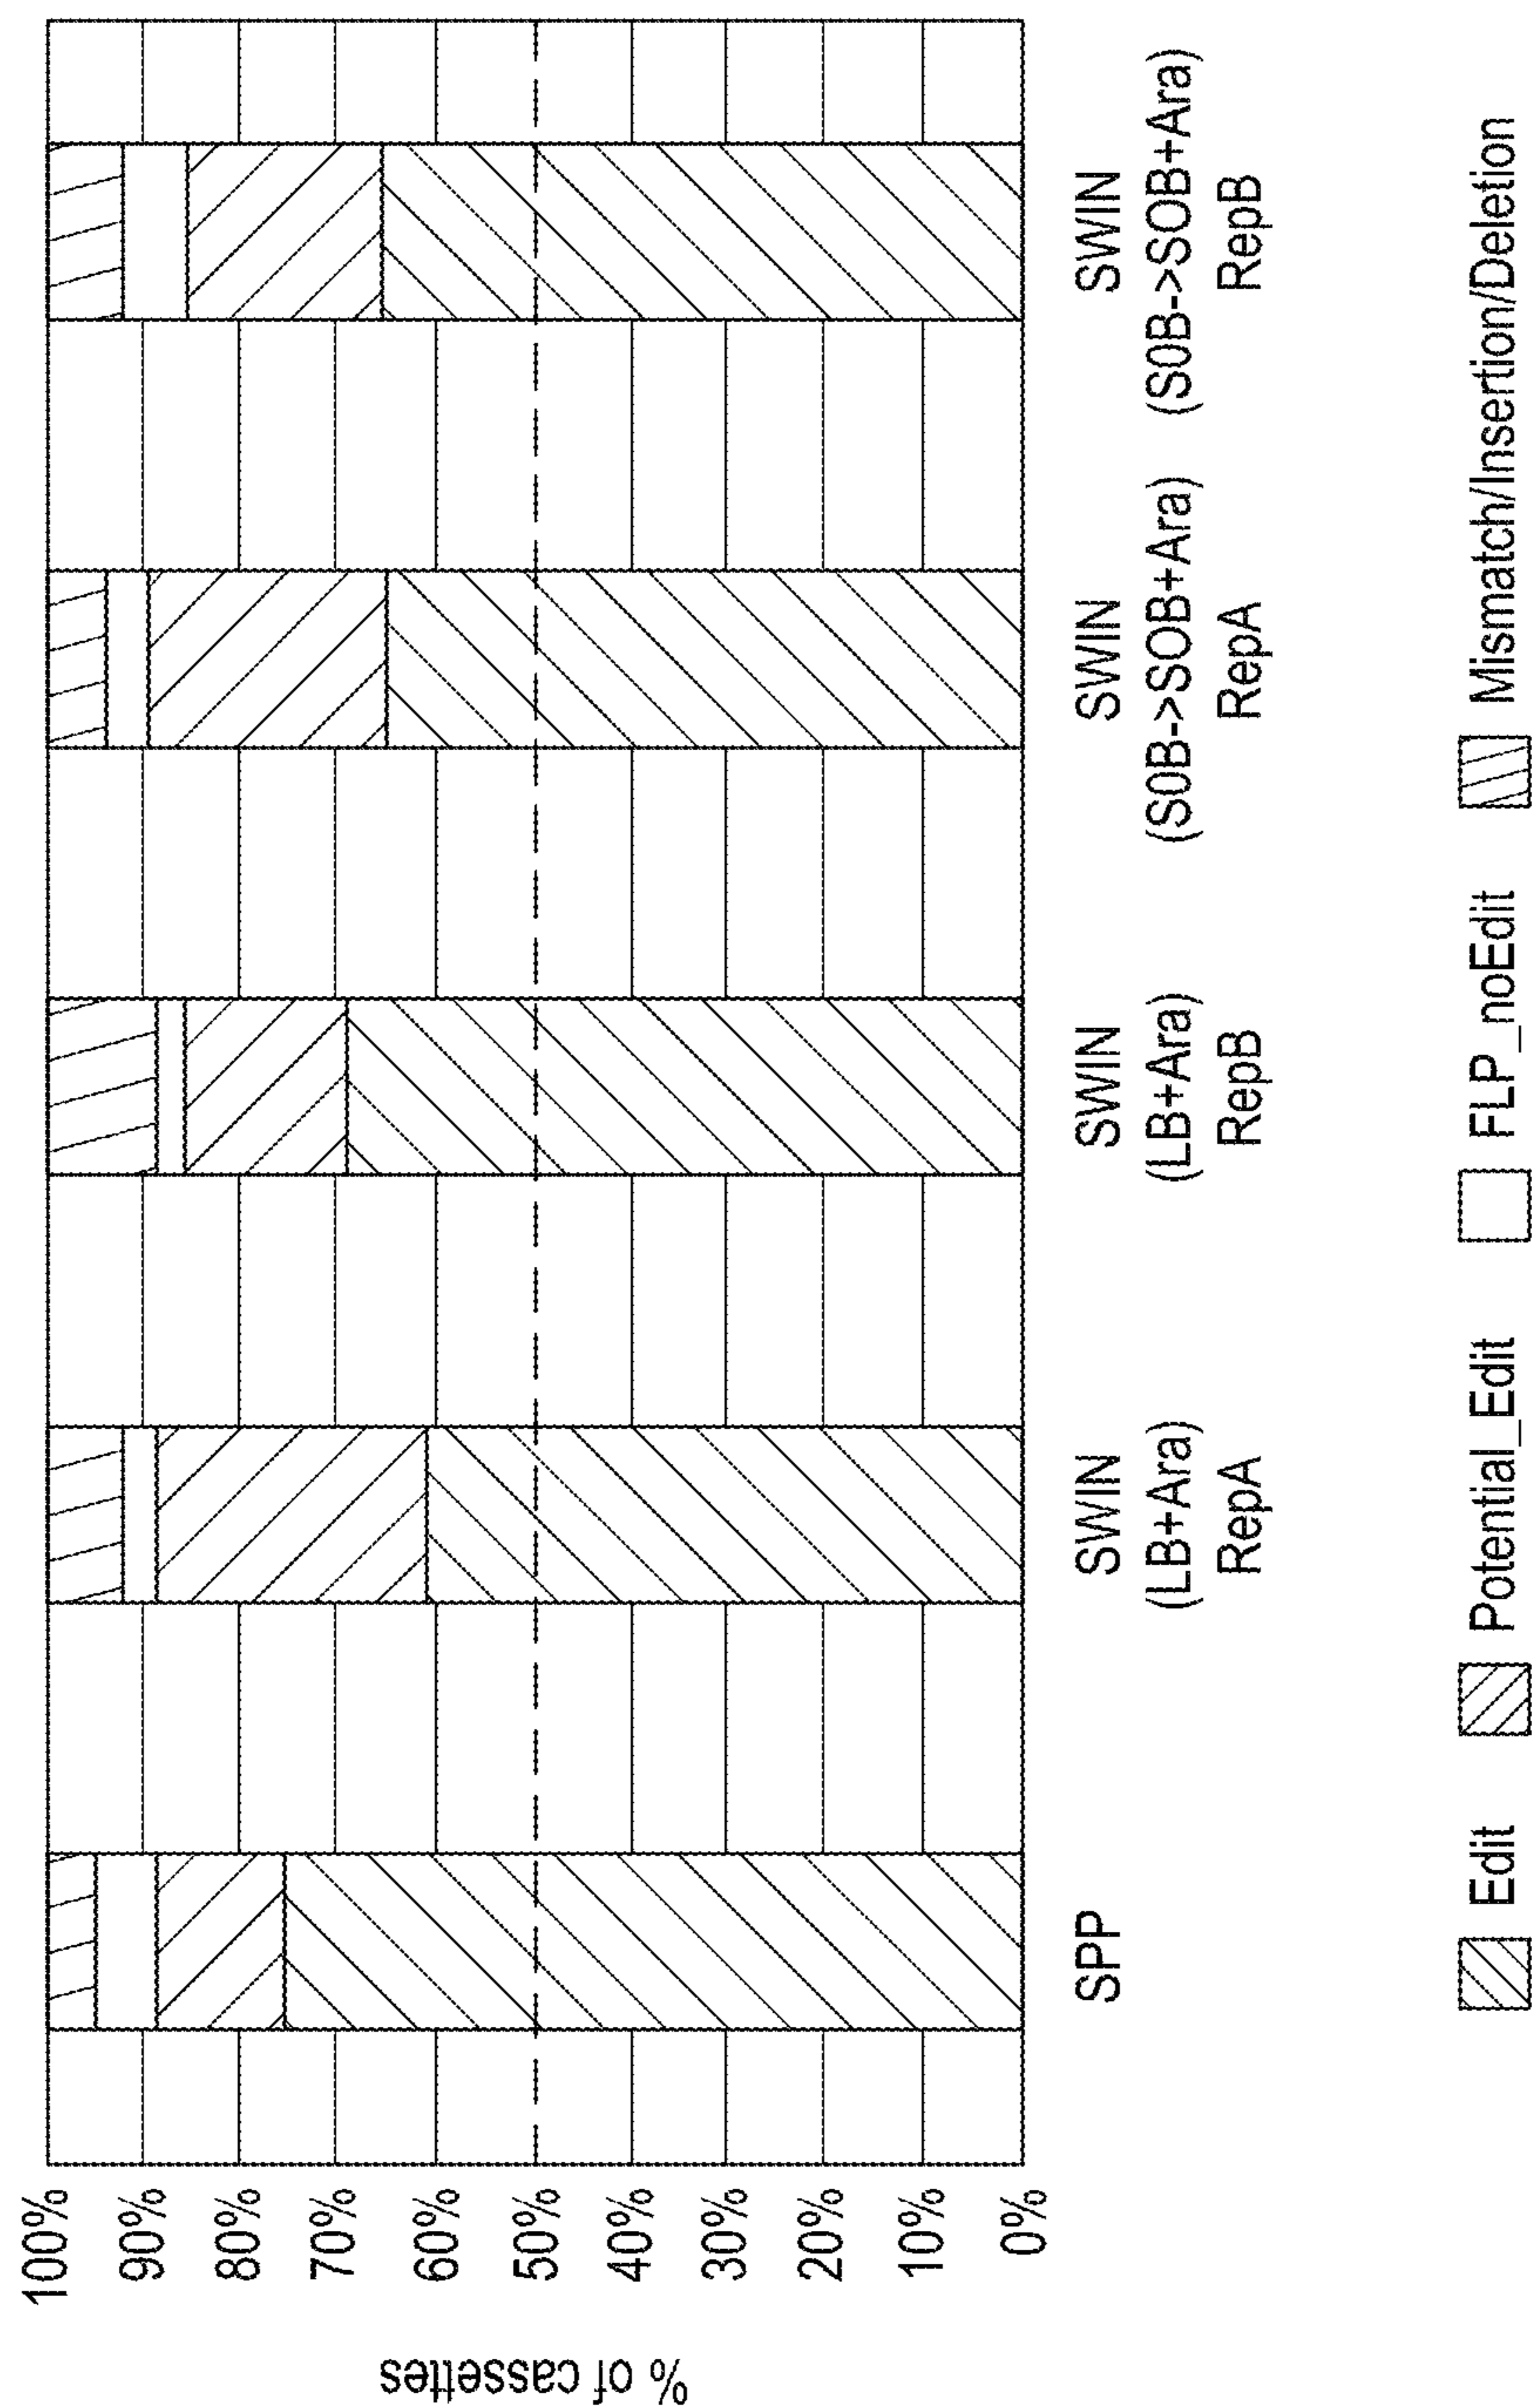 % of cassettes
100%
90%
80%
70%
60%
50%
40%
30%
20%
10%
0%
SPP
SWIN
(LB+Ara)
RepA
SWIN
(LB+Ara)
RepB
SWIN
(S0B->SOB+Ara)
RepA
SWIN
(S0B->SOB+Ara)
RepB
Edit
Potential_Edit
FLP_noEdit
Mismatch/Insertion/Deletion